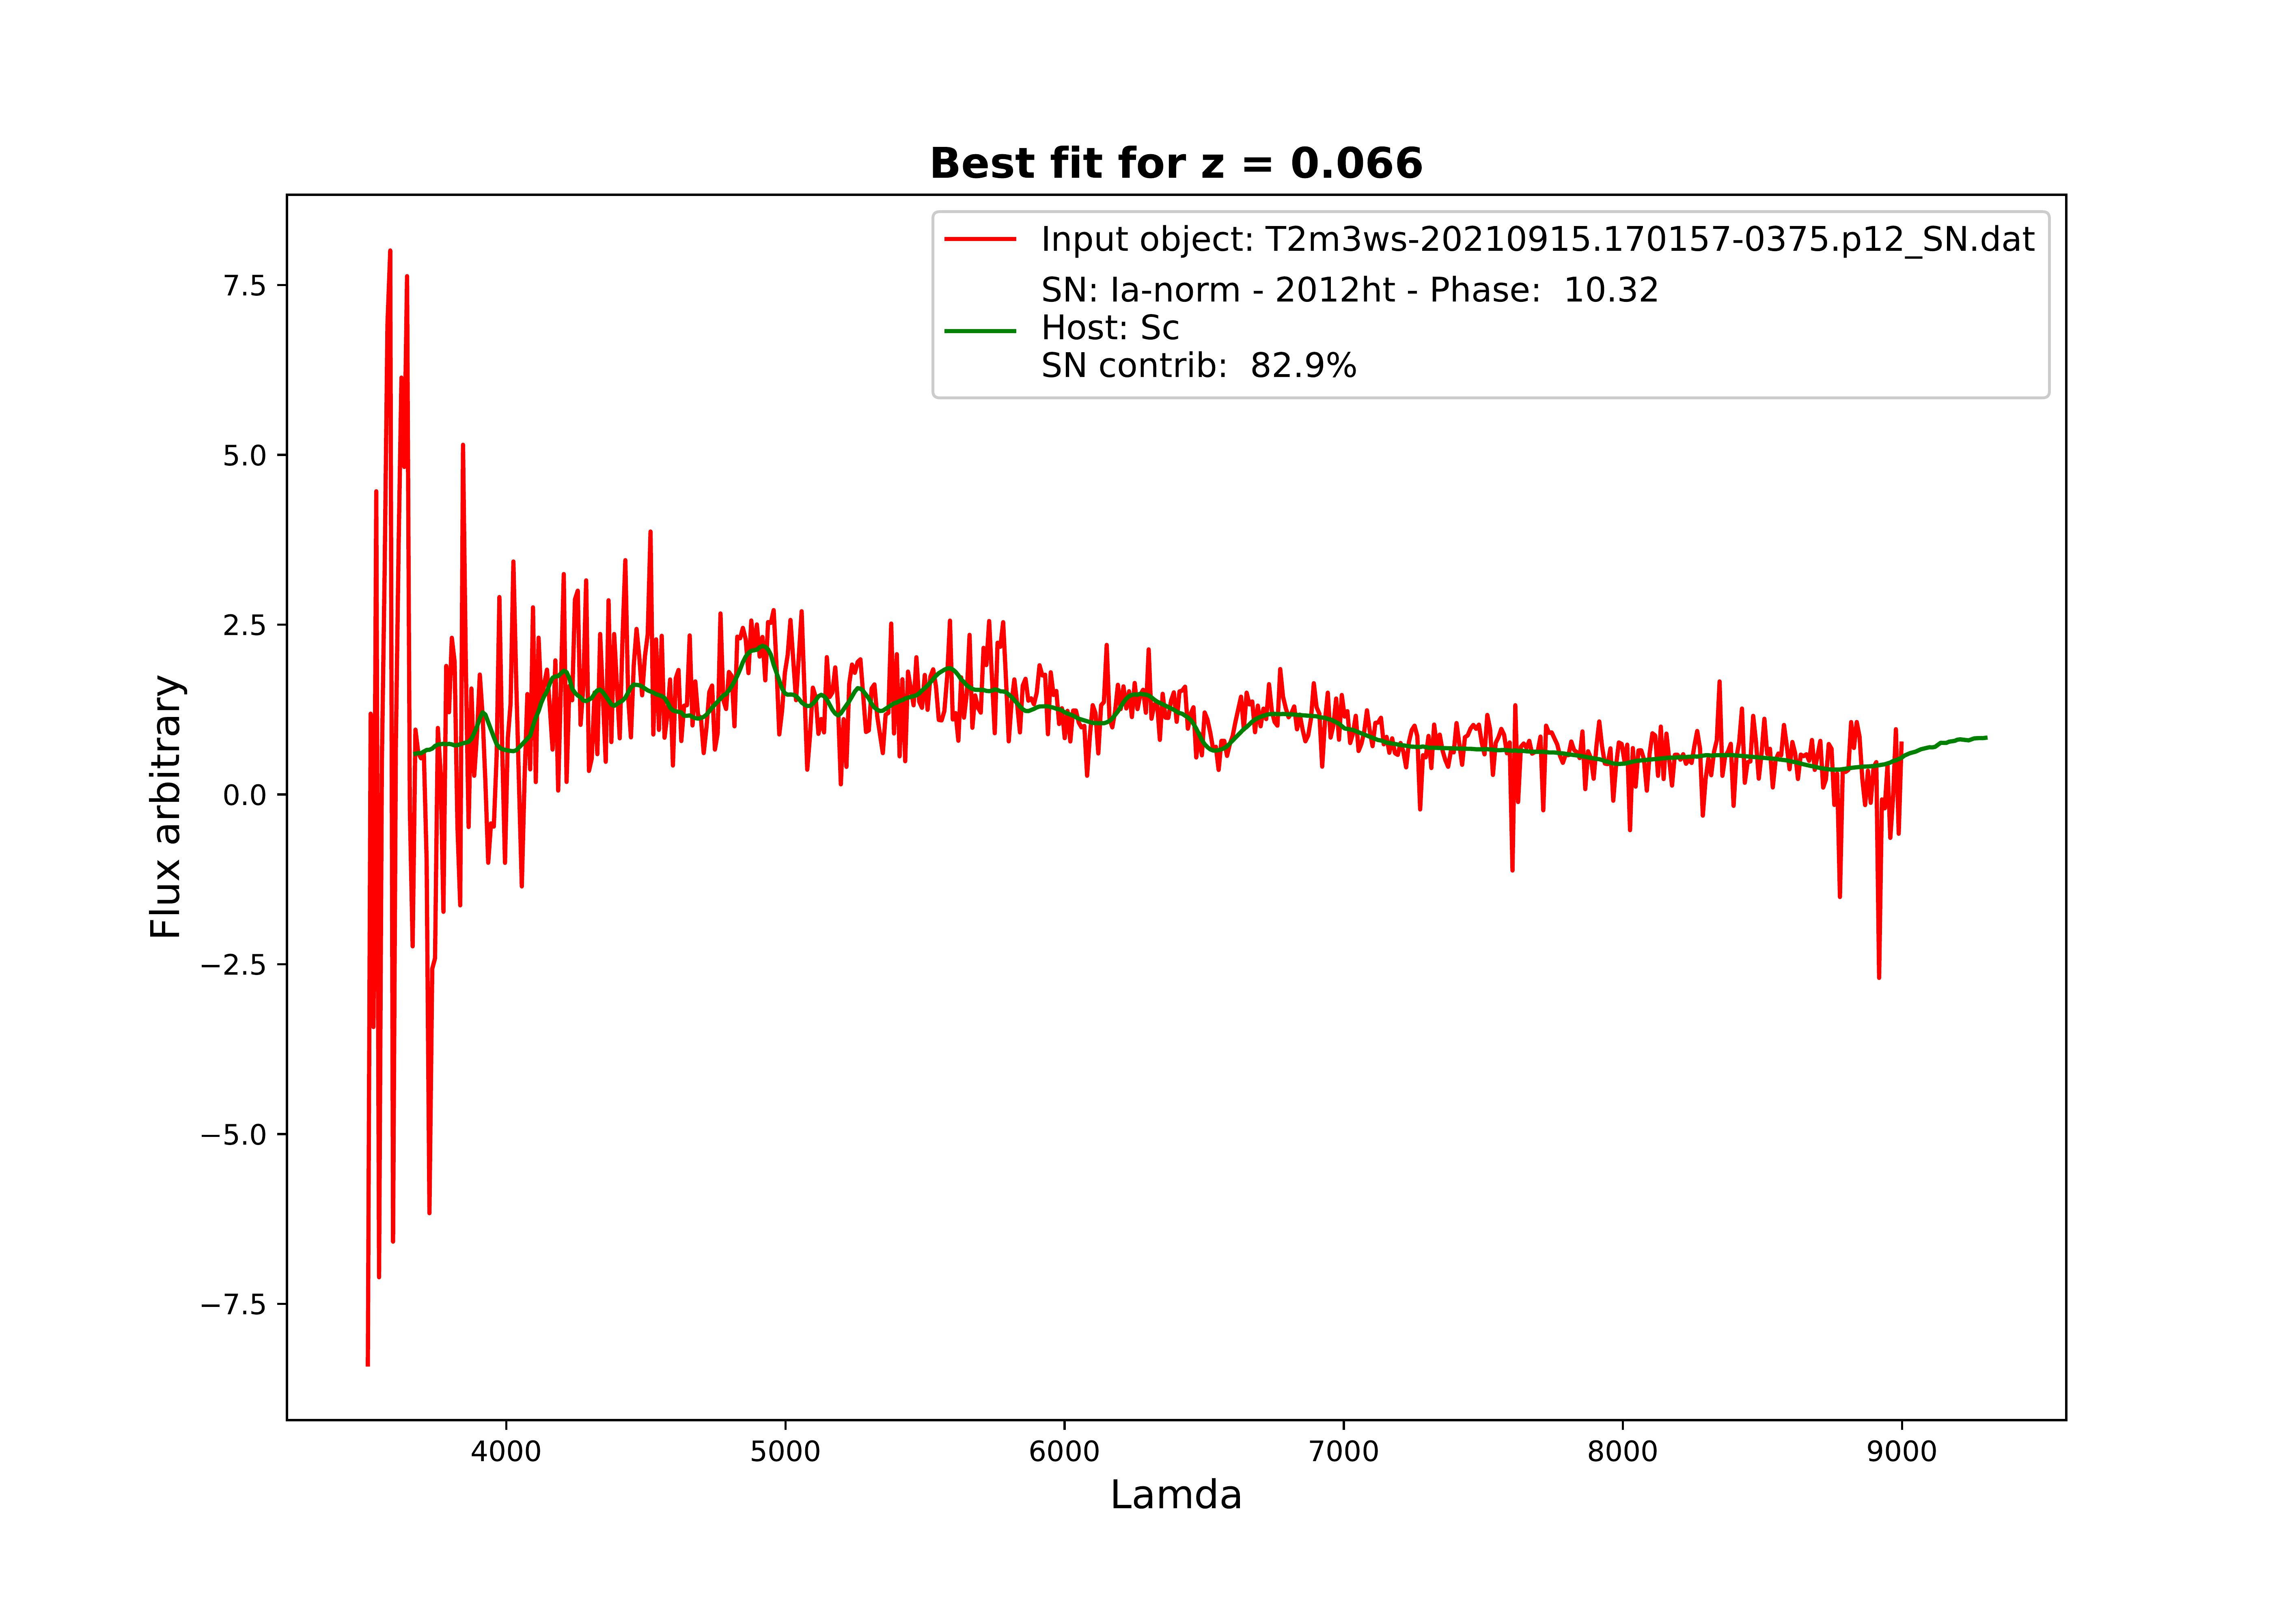 Best fit for z = 0.066
Input object: T2m3ws-20210915.170157-0375.p12_SN.dat
SN: Ia-norm - 2012ht - Phase:  10.32
Host: Sc
SN contrib:  82.9%
Flux arbitrary
7.5
5.0
2.5
0.0
−2.5
−5.0
−7.5
4000 5000 6000 7000 8000 9000
Lamda